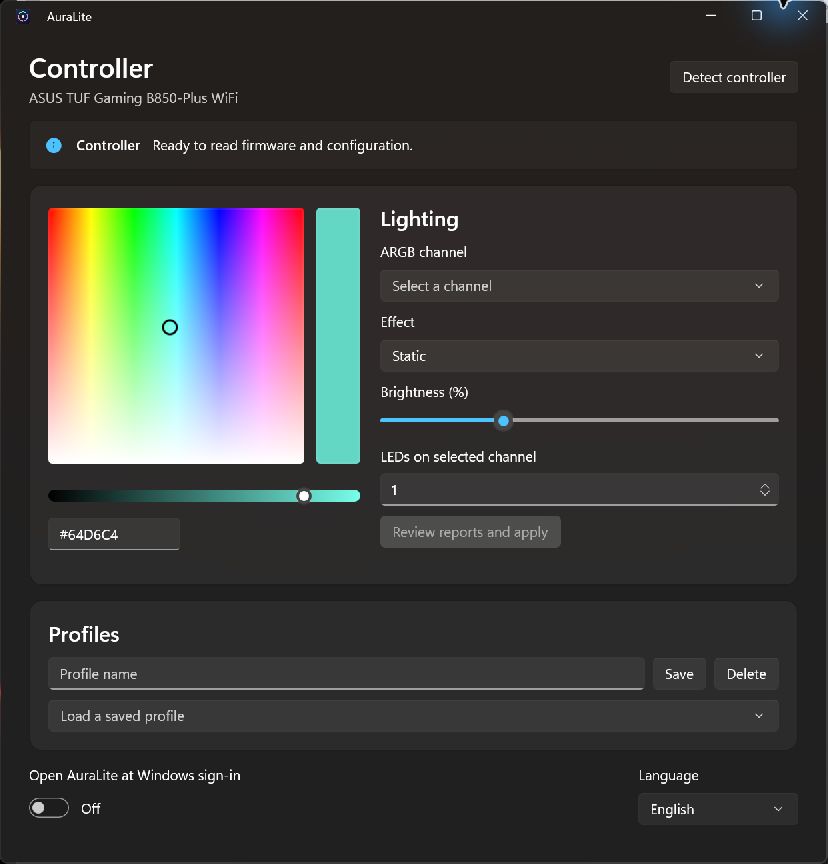 AuraLite
Controller
ASUS TUF Gaming B850-Plus WiFi
Detect controller
Controller Ready to read firmware and configuration.
Lighting
ARGB channel
Select a channel
Effect
Static
Brightness (%)
LEDs on selected channel
1
Review reports and apply
#64D6C4
Profiles
Profile name
Save
Delete
Load a saved profile
Open AuraLite at Windows sign-in
Off
Language
English